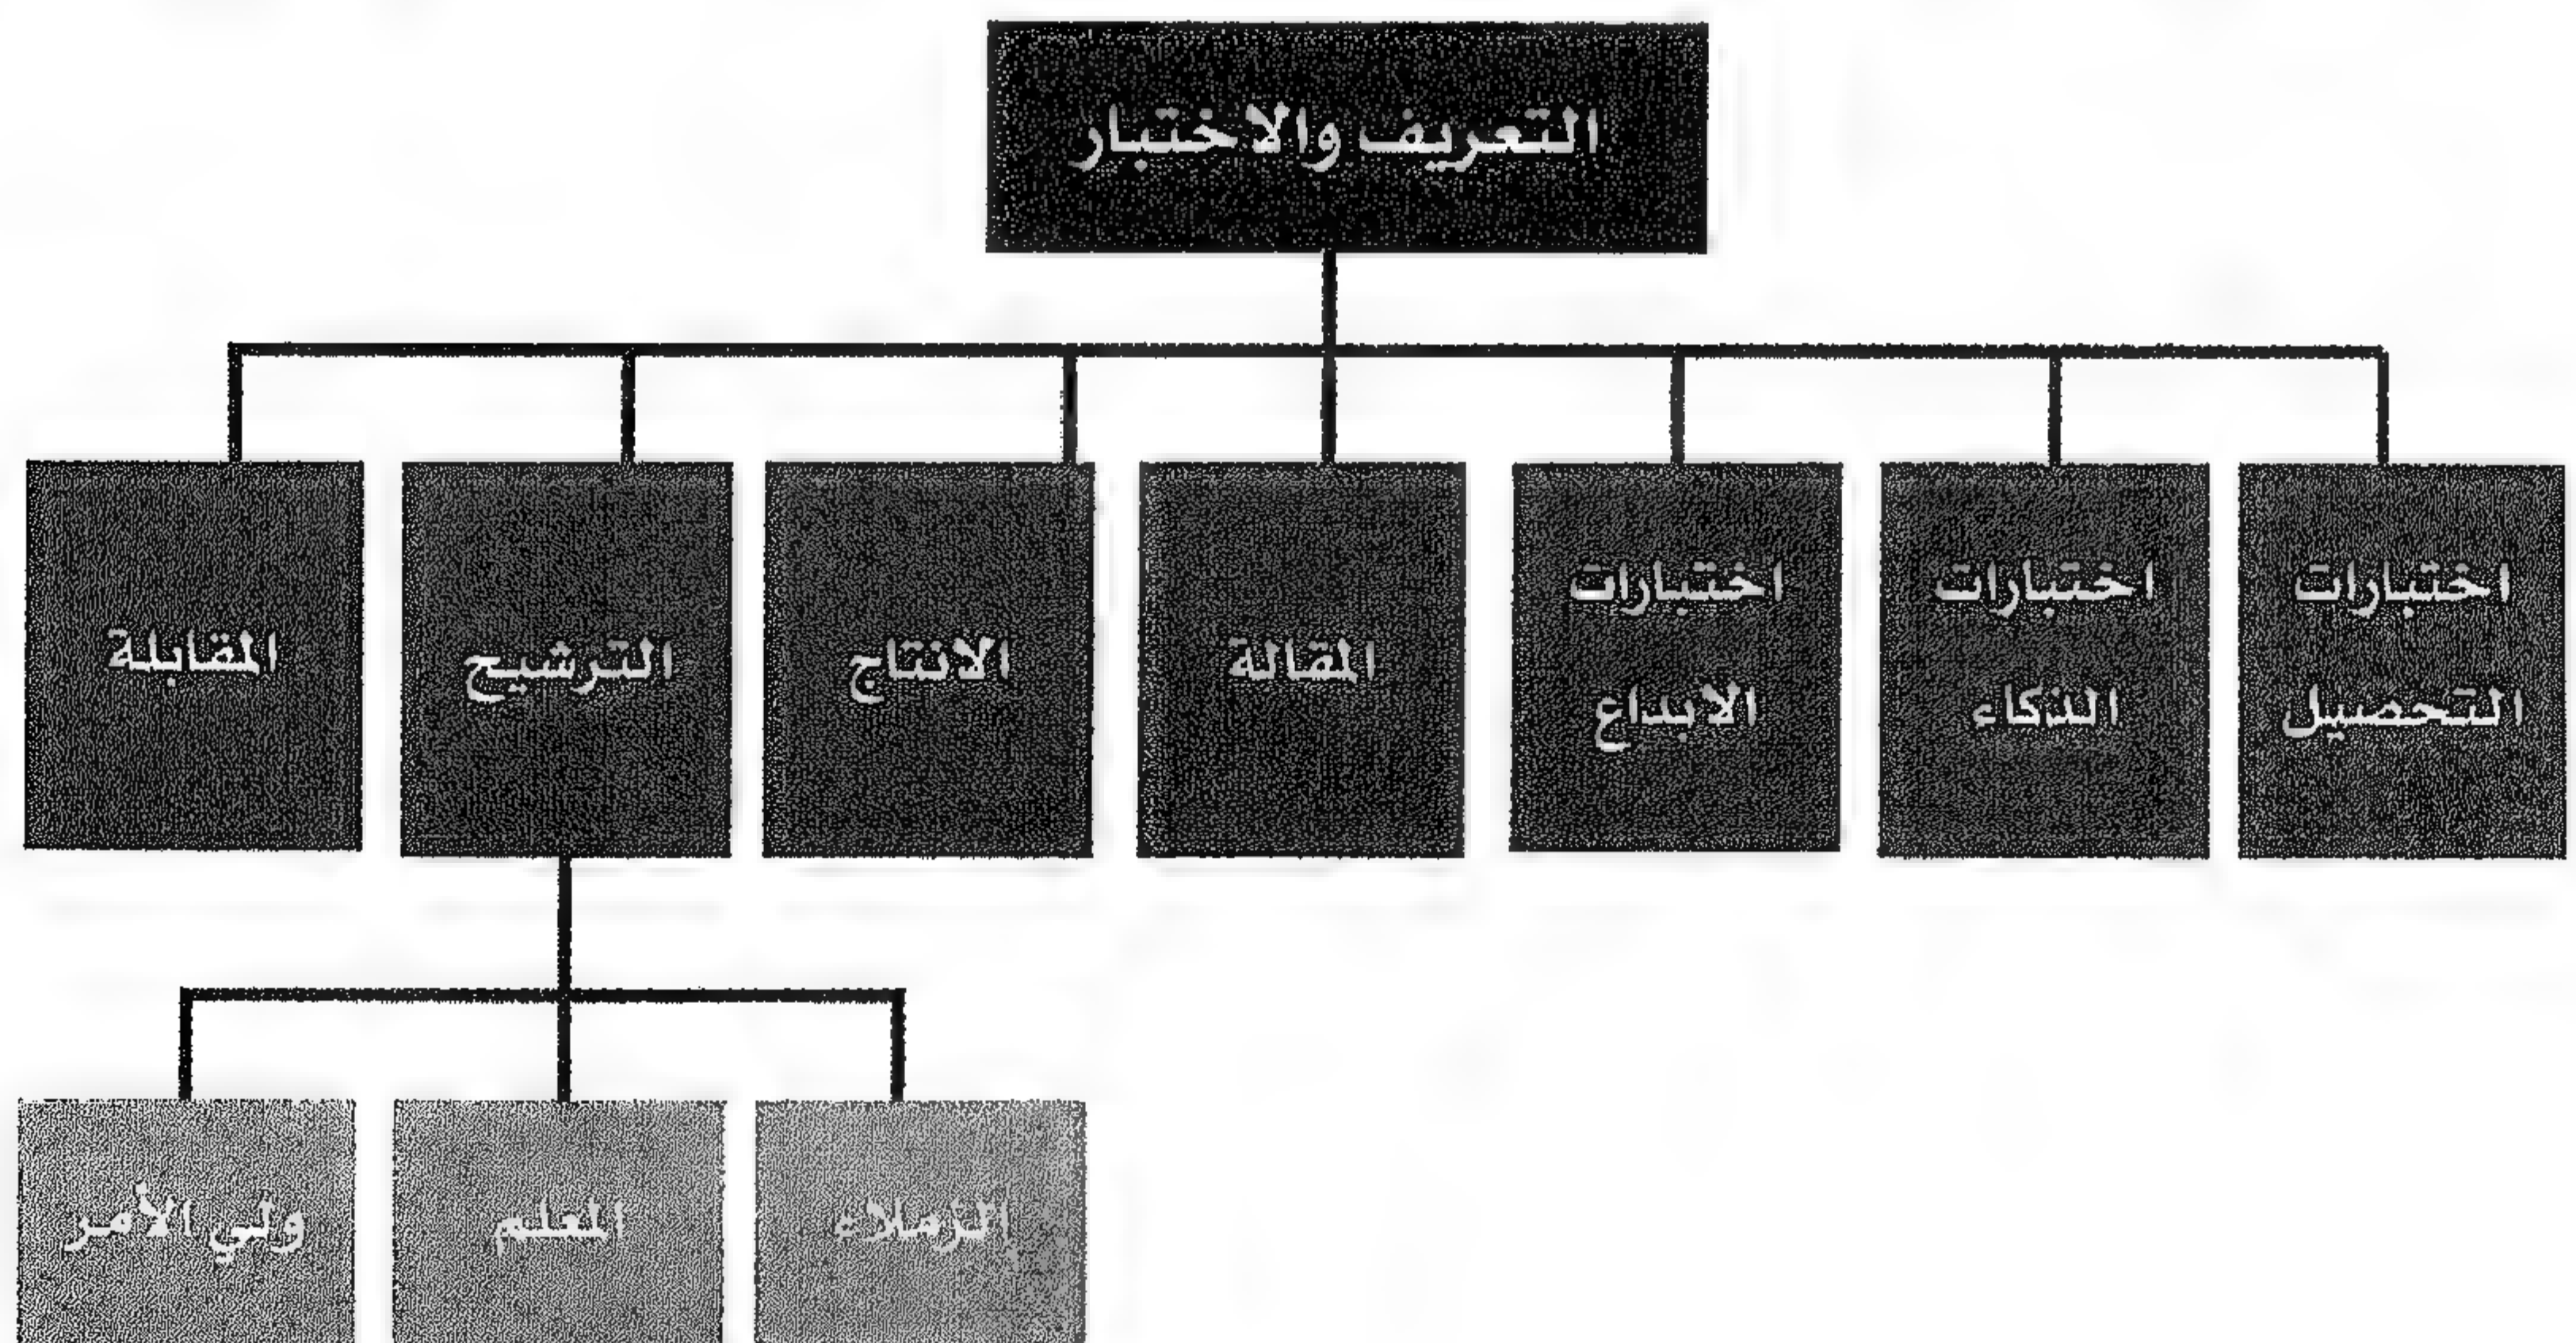 التعريف والاختبار
اختبارات
التحصيل
اختبارات
الذكاء
اختبارات
الابداع
المقالة
الانتاج
الترشيح
المقابلة
الزملاء
المعلم
ولي الأمر